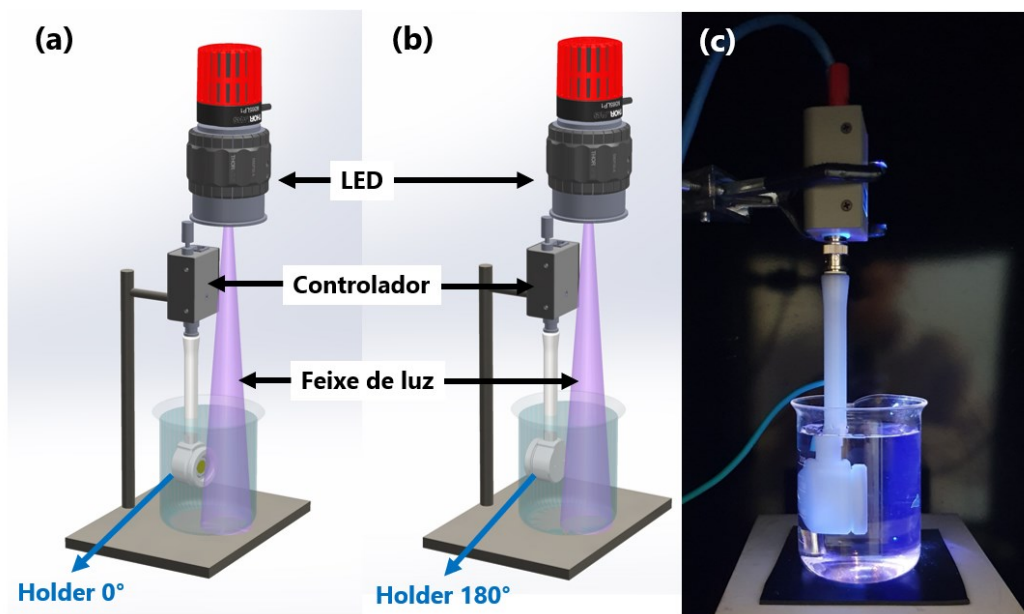 (a)
(b)
(c)
LED
Controlador
Feixe de luz
Holder 0°
Holder 180°